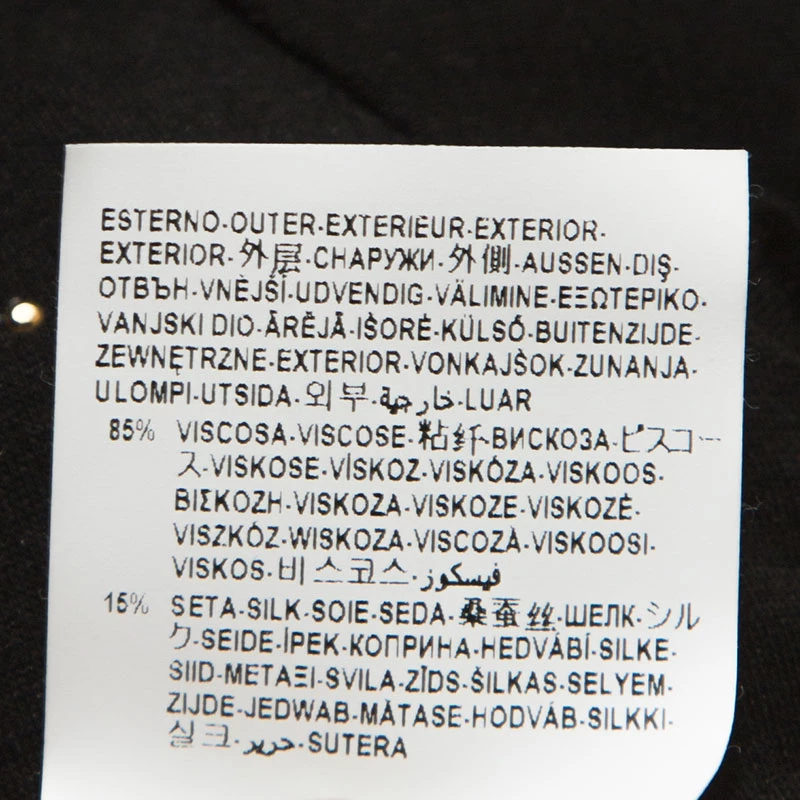 ESTERNO·OUTER·EXTERIEUR·EXTERIOR·
EXTERIOR·外层·СНАРУЖИ·外側·AUSSEN·DIŞ·
ОТВЪН·VNĚJŠÍ·UDVENDIG·VÄLIMINE·ΕΞΩΤΕΡΙΚΟ·
VANJSKI DIO·ĀRĒJĀ·IŠORĖ·KÜLSŐ·BUITENZIJDE·
ZEWNĘTRZNE·EXTERIOR·VONKAJŠOK·ZUNANJA·
ULOMPI·UTSIDA·외부·خارجية·LUAR
85% VISCOSA·VISCOSE·粘纤·ВИСКОЗА·ビスコー
ス·VISKOSE·VİSKOZ·VISKÓZA·VISKOOS·
ΒΙΣΚΟΖΗ·VISKOZA·VISKOZE·VISKOZĖ·
VISZKÓZ·WISKOZA·VISCOZĂ·VISKOOSI·
VISKOS·비스코스·فيسكوز
15% SETA·SILK·SOIE·SEDA·桑蚕丝·ШЕЛК·シル
ク·SEIDE·İPEK·КОПРИНА·HEDVÁBÍ·SILKE·
SIID·ΜΕΤΑΞΙ·SVILA·ZĪDS·ŠILKAS·SELYEM·
ZIJDE·JEDWAB·MĂTASE·HODVÁB·SILKKI·
실크·حرير·SUTERA